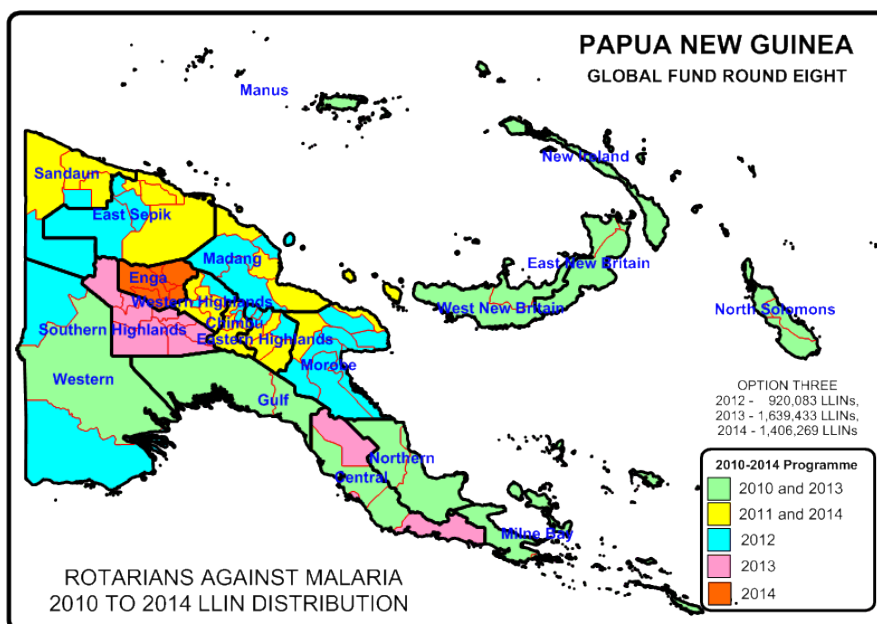 PAPUA NEW GUINEA
GLOBAL FUND ROUND EIGHT
Manus
New Ireland
Sandaun
East Sepik
Madang
East New Britain
Enga
Western Highlands
West New Britain
North Solomons
Chimbu
Southern Highlands
Eastern Highlands
Morobe
Western
Gulf
Northern
Central
Milne Bay
OPTION THREE
2012 - 920,083 LLINs,
2013 - 1,639,433 LLINs,
2014 - 1,406,269 LLINs
2010-2014 Programme
2010 and 2013
2011 and 2014
2012
2013
2014
ROTARIANS AGAINST MALARIA
2010 TO 2014 LLIN DISTRIBUTION